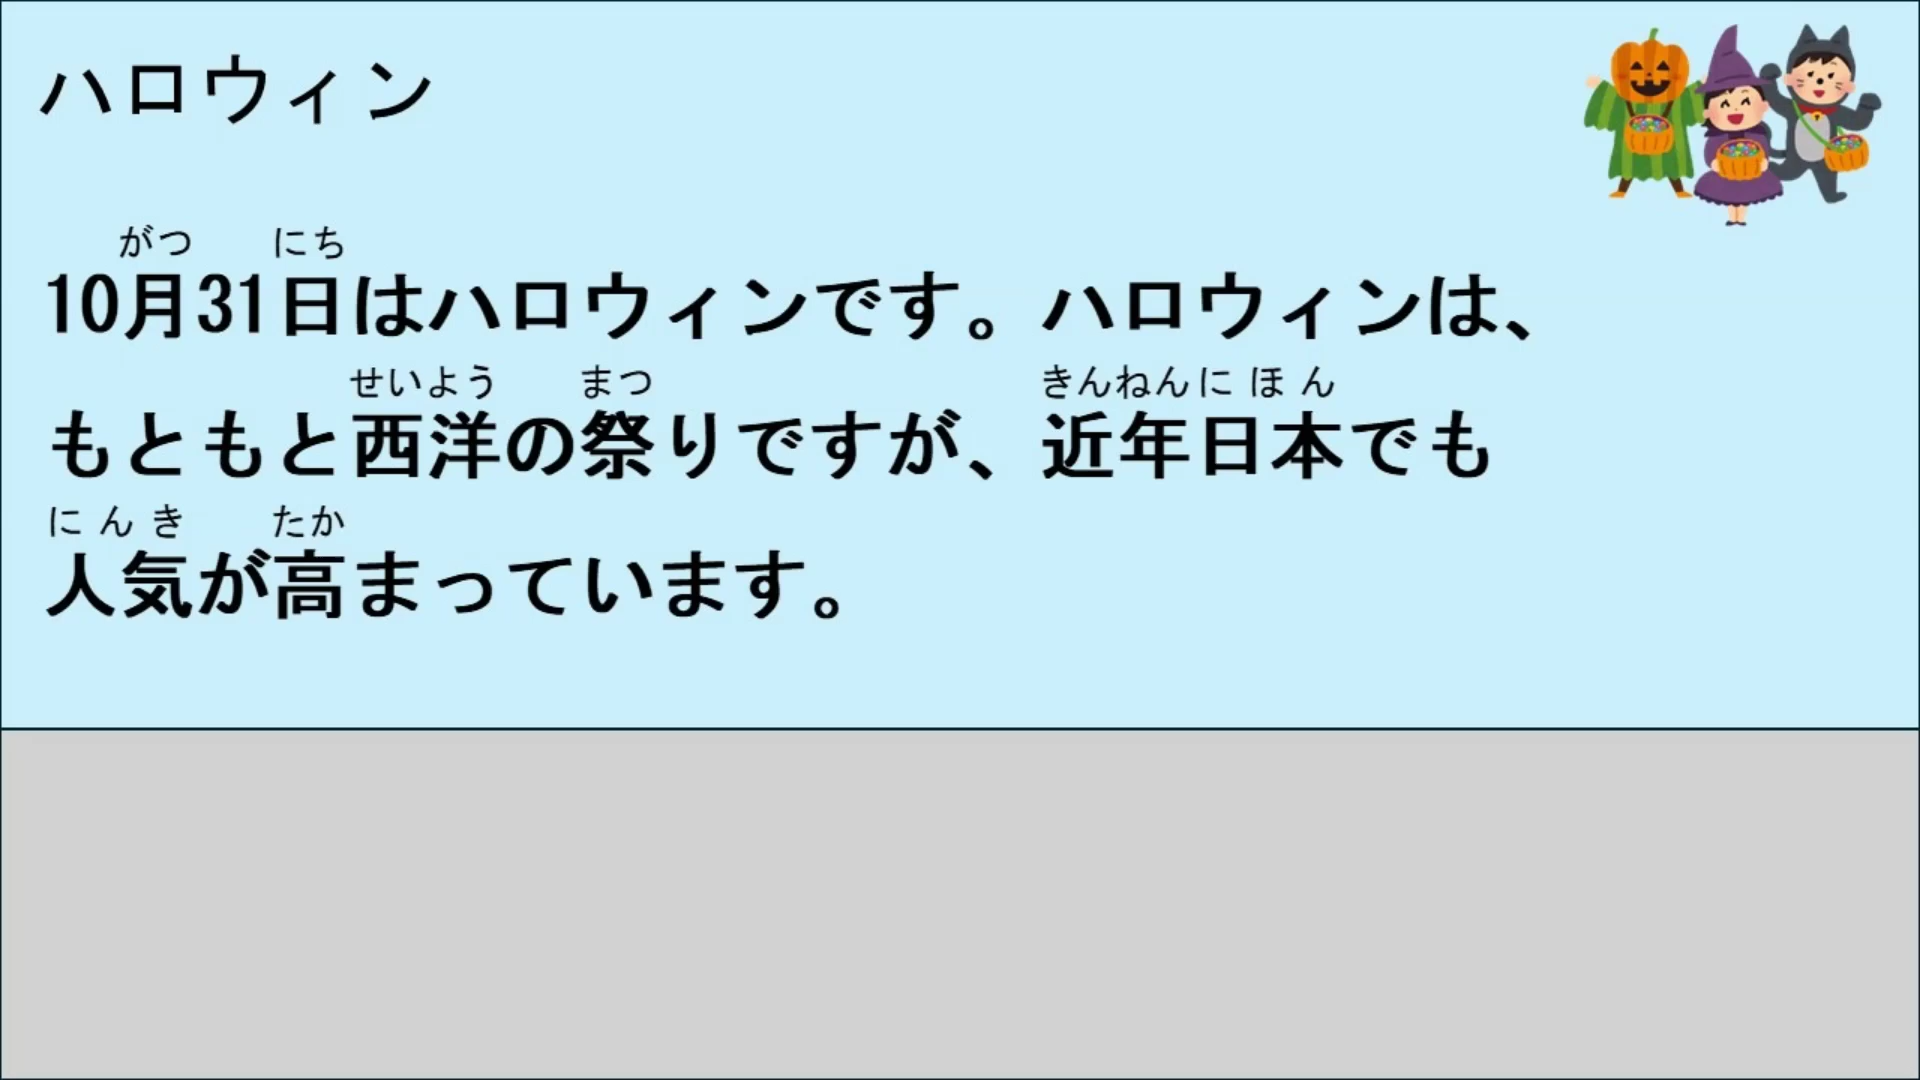 ハロウィン
がつ にち
10月31日はハロウィンです。ハロウィンは、
せいよう まつ きんねん にほん
もともと西洋の祭りですが、近年日本でも
にんき たか
人気が高まっています。